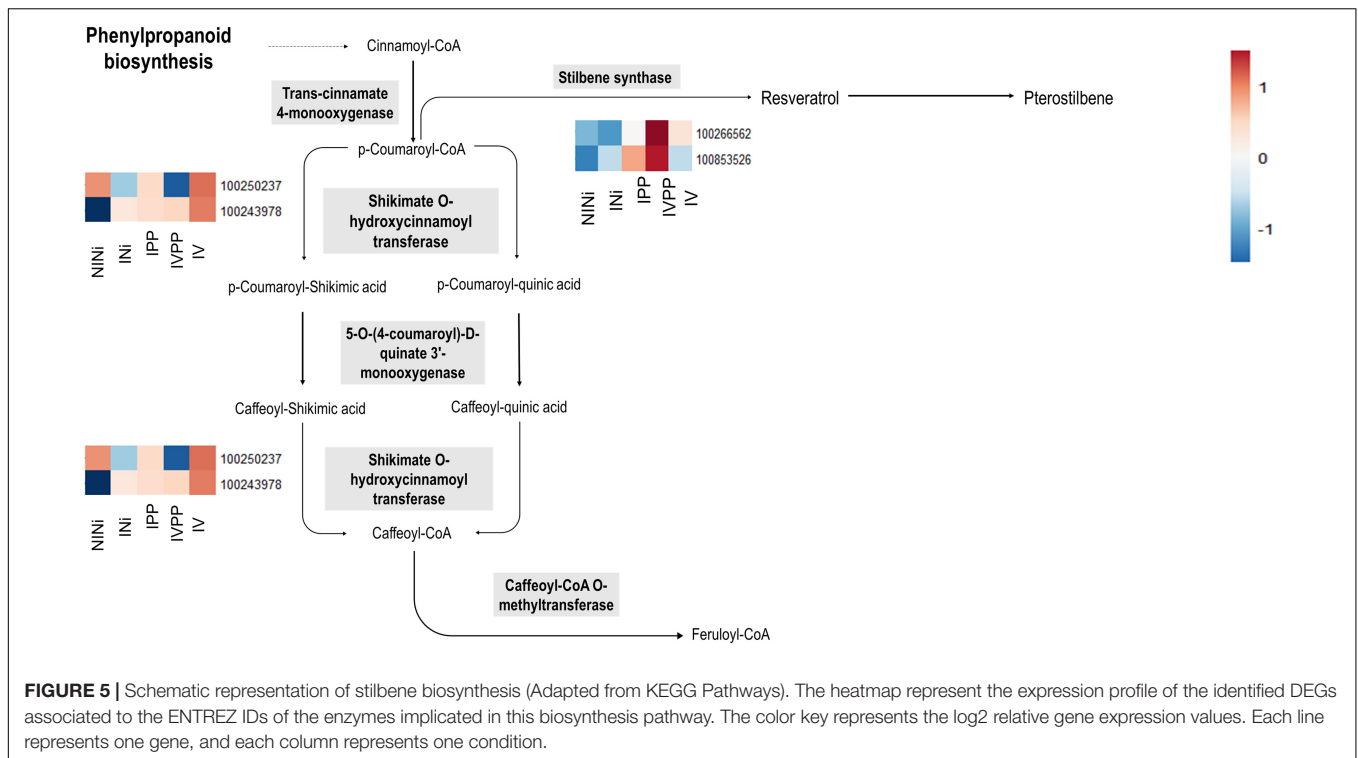 Phenylpropanoid
biosynthesis
Cinnamoyl-CoA
Trans-cinnamate
4-monooxygenase
Stilbene synthase
Resveratrol
Pterostilbene
1
0
-1
p-Coumaroyl-CoA
100266562
100853526
NINi
INi
IPP
IVPP
IV
100250237
100243978
NINi
INi
IPP
IVPP
IV
Shikimate O-
hydroxycinnamoyl
transferase
p-Coumaroyl-Shikimic acid
p-Coumaroyl-quinic acid
5-O-(4-coumaroyl)-D-
quinate 3'-
monooxygenase
Caffeoyl-Shikimic acid
Caffeoyl-quinic acid
100250237
100243978
NINi
INi
IPP
IVPP
IV
Shikimate O-
hydroxycinnamoyl
transferase
Caffeoyl-CoA
Caffeoyl-CoA O-
methyltransferase
Feruloyl-CoA
FIGURE 5 | Schematic representation of stilbene biosynthesis (Adapted from KEGG Pathways). The heatmap represent the expression profile of the identified DEGs
associated to the ENTREZ IDs of the enzymes implicated in this biosynthesis pathway. The color key represents the log2 relative gene expression values. Each line
represents one gene, and each column represents one condition.